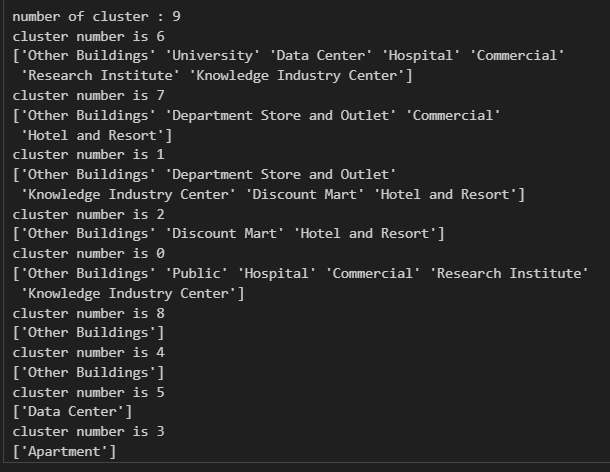 number of cluster : 9
cluster number is 6
['Other Buildings' 'University' 'Data Center' 'Hospital' 'Commercial'
 'Research Institute' 'Knowledge Industry Center']
cluster number is 7
['Other Buildings' 'Department Store and Outlet' 'Commercial'
 'Hotel and Resort']
cluster number is 1
['Other Buildings' 'Department Store and Outlet'
 'Knowledge Industry Center' 'Discount Mart' 'Hotel and Resort']
cluster number is 2
['Other Buildings' 'Discount Mart' 'Hotel and Resort']
cluster number is 0
['Other Buildings' 'Public' 'Hospital' 'Commercial' 'Research Institute'
 'Knowledge Industry Center']
cluster number is 8
['Other Buildings']
cluster number is 4
['Other Buildings']
cluster number is 5
['Data Center']
cluster number is 3
['Apartment']